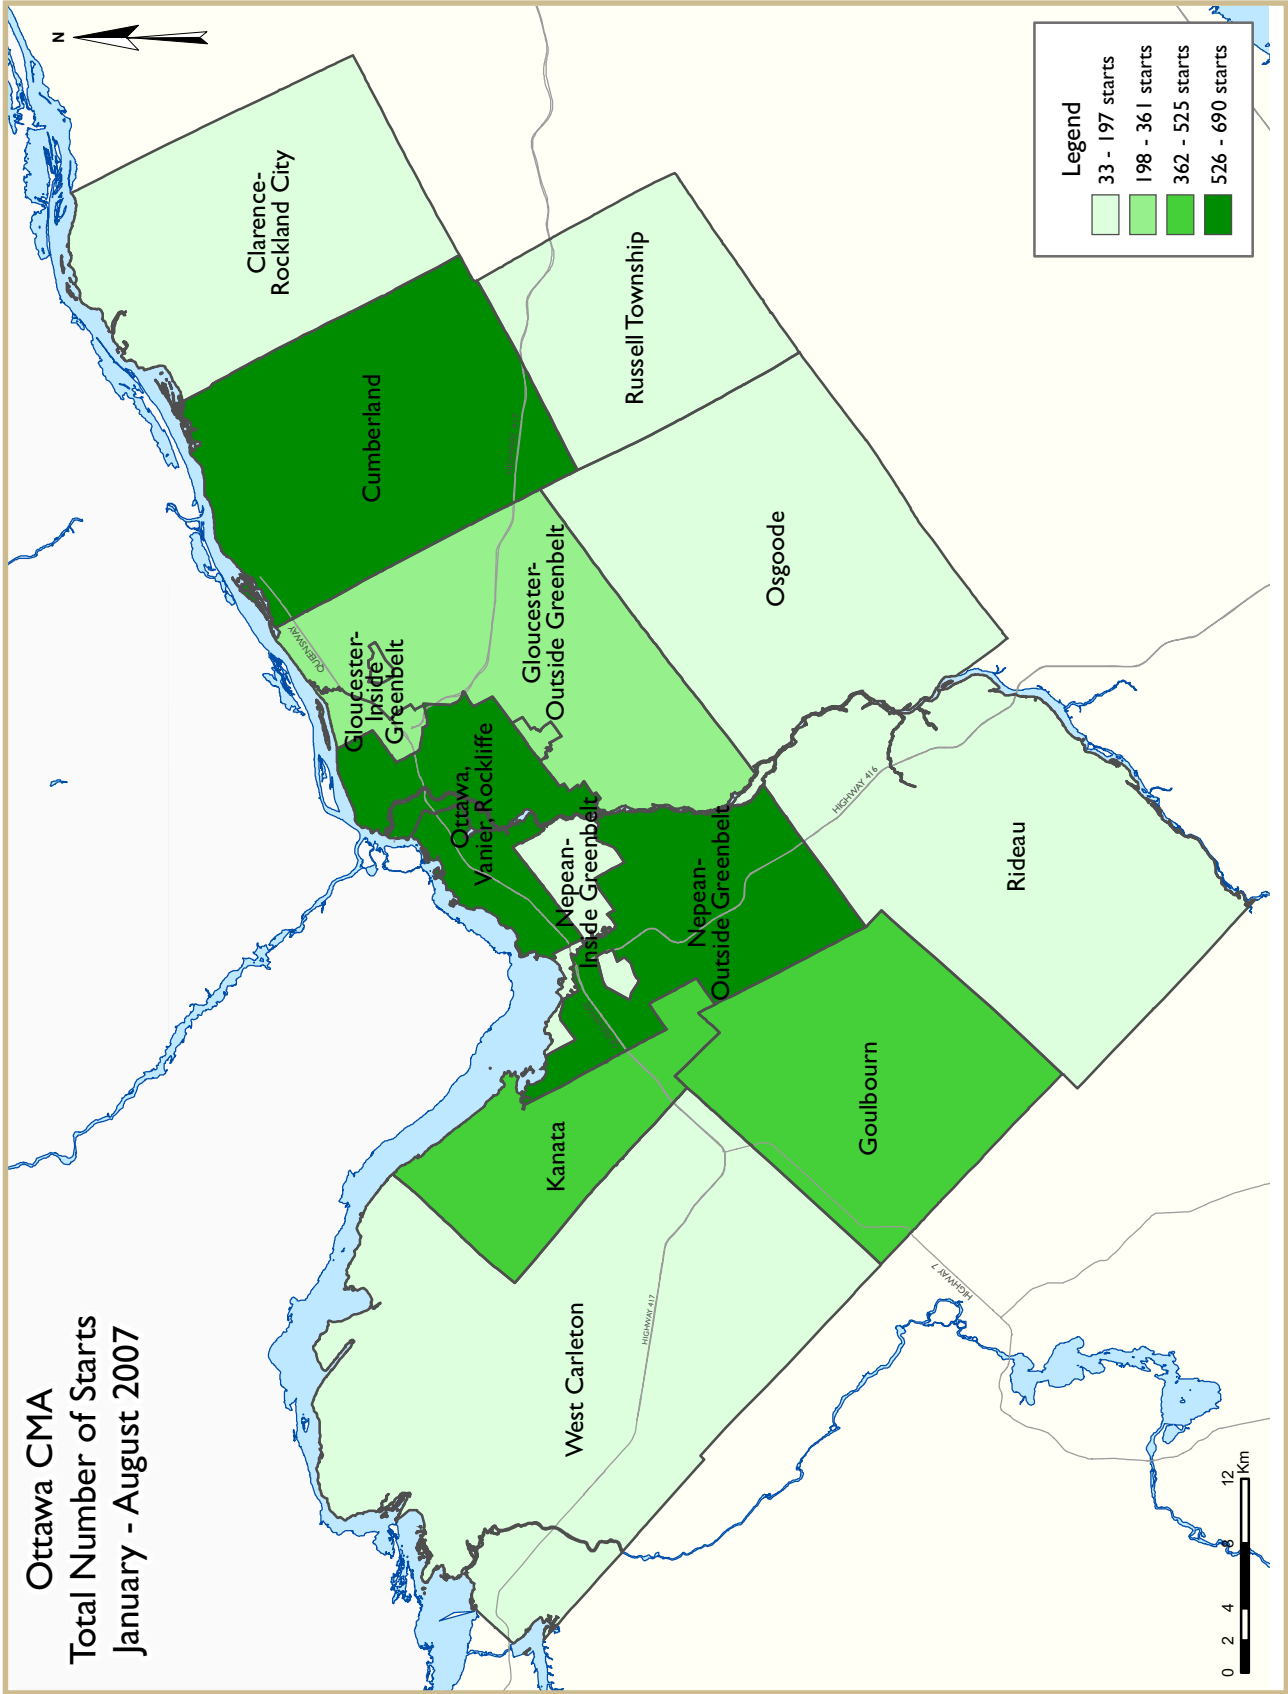 Ottawa CMA
Total Number of Starts
January - August 2007
N
Clarence-
Rockland City
Cumberland
Russell Township
Osgoode
Gloucester-
Outside Greenbelt
Gloucester-
Inside
Greenbelt
QUEENSWAY
Ottawa,
Vanier, Rockliffe
Nepean-
Inside Greenbelt
Nepean-
Outside Greenbelt
Rideau
HIGHWAY 416
Kanata
Goulbourn
West Carleton
HIGHWAY 417
HIGHWAY 7
Legend
33 - 197 starts
198 - 361 starts
362 - 525 starts
526 - 690 starts
0 2 4 8 12
Km